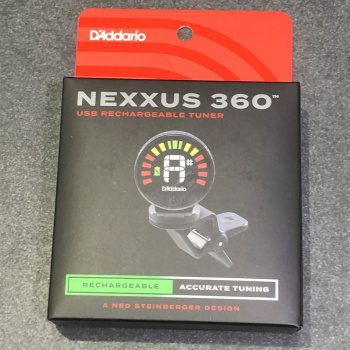 D'Addario
NEXXUS 360™
USB RECHARGEABLE TUNER
A#
D'Addario
RECHARGEABLE
ACCURATE TUNING
A NED STEINBERGER DESIGN